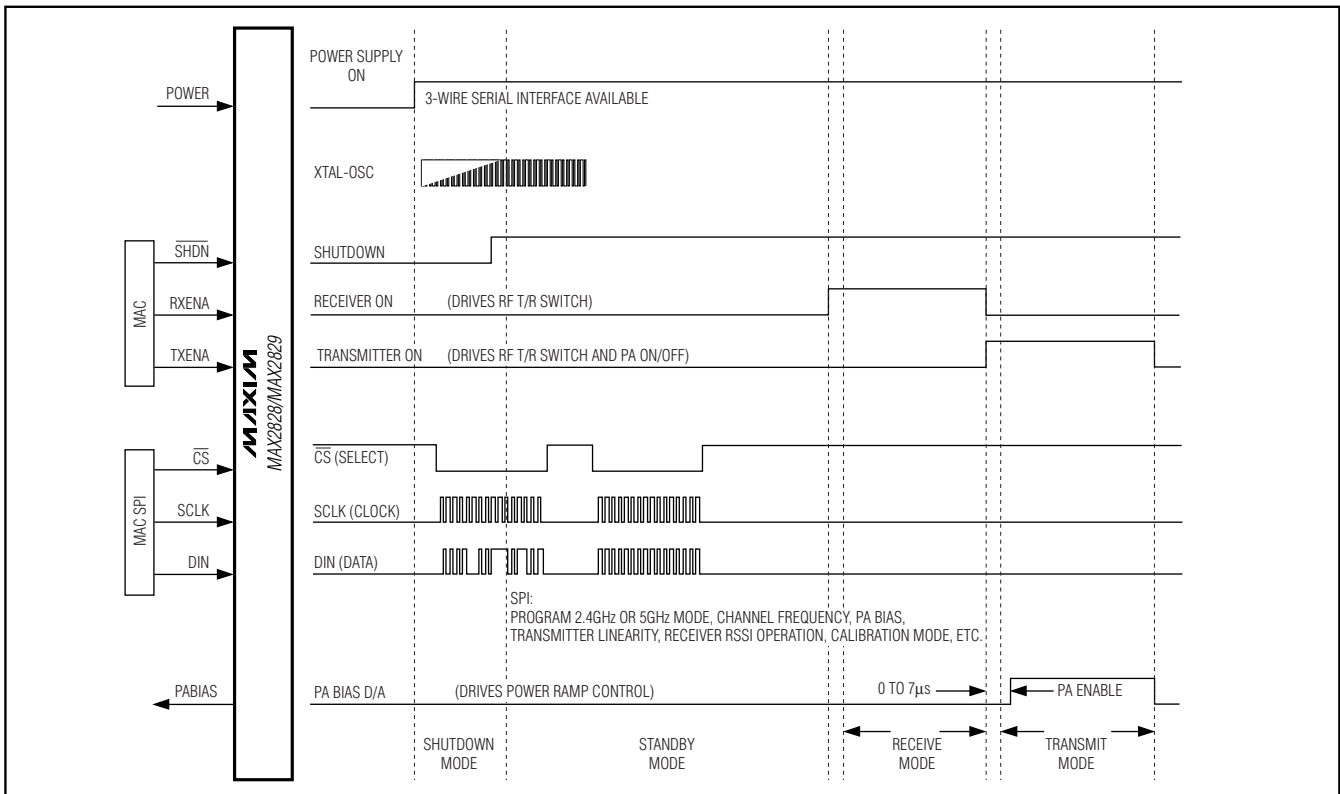 POWER SUPPLY
ON
POWER
3-WIRE SERIAL INTERFACE AVAILABLE
XTAL-OSC
MAC
SHDN
SHUTDOWN
RXENA
RECEIVER ON (DRIVES RF T/R SWITCH)
TXENA
TRANSMITTER ON (DRIVES RF T/R SWITCH AND PA ON/OFF)
MAXIM
MAX2828/MAX2829
MAC SPI
CS
CS (SELECT)
SCLK
SCLK (CLOCK)
DIN
DIN (DATA)
SPI:
PROGRAM 2.4GHz OR 5GHz MODE, CHANNEL FREQUENCY, PA BIAS,
TRANSMITTER LINEARITY, RECEIVER RSSI OPERATION, CALIBRATION MODE, ETC.
PABIAS
PA BIAS D/A (DRIVES POWER RAMP CONTROL)
0 TO 7μs
PA ENABLE
SHUTDOWN
MODE
STANDBY
MODE
RECEIVE
MODE
TRANSMIT
MODE